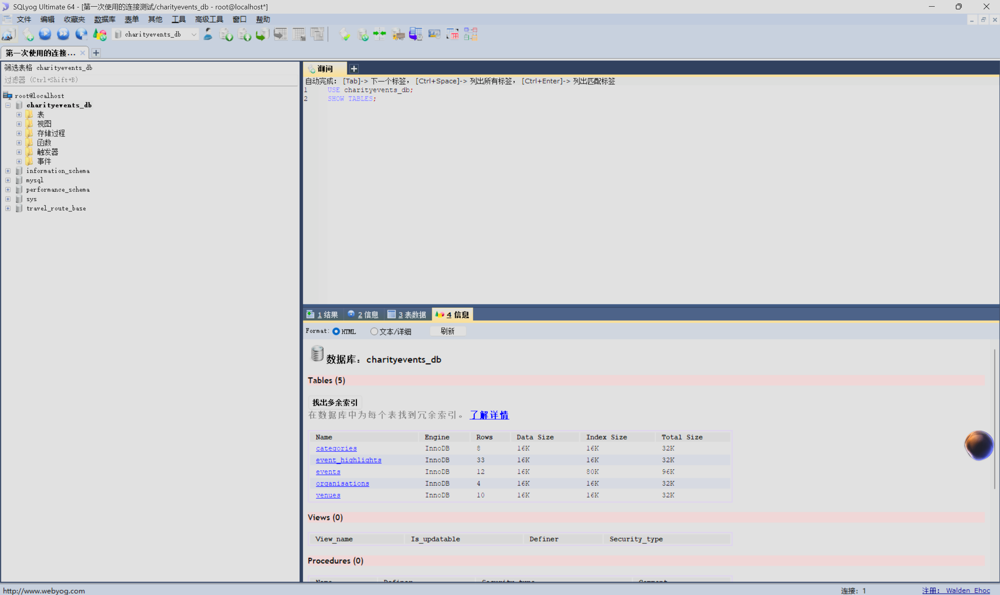 SQLyog Ultimate 64 - [第一次使用的连接测试/charityevents_db - root@localhost*]
文件 编辑 收藏夹 数据库 表单 其他 工具 高级工具 窗口 帮助
charityevents_db
第一次使用的连接...
筛选表格 charityevents_db
过滤器 (Ctrl+Shift+B)
root@localhost
charityevents_db
表
视图
存储过程
函数
触发器
事件
information_schema
mysql
performance_schema
sys
travel_route_base
询问
自动完成: [Tab]-> 下一个标签, [Ctrl+Space]-> 列出所有标签, [Ctrl+Enter]-> 列出匹配标签
1 USE charityevents_db;
2 SHOW TABLES;
1 结果 2 信息 3 表数据 4 信息
Format: HTML 文本/详细 刷新
数据库: charityevents_db
Tables (5)
找出多余索引
在数据库中为每个表找到冗余索引。 了解详情
Name Engine Rows Data Size Index Size Total Size
categories InnoDB 8 16K 16K 32K
event_highlights InnoDB 33 16K 16K 32K
events InnoDB 12 16K 80K 96K
organisations InnoDB 4 16K 16K 32K
venues InnoDB 10 16K 16K 32K
Views (0)
View_name Is_updatable Definer Security_type
Procedures (0)
Name Definer Security_type Comment
http://www.webyog.com 连接: 1 注册: Walden Ehoc